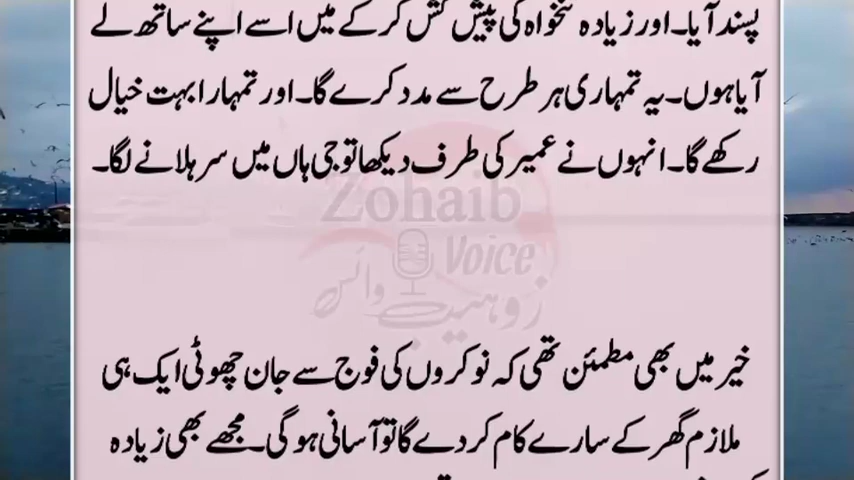 پسند آیا۔ اور زیادہ تنخواہ کی پیش کش کر کے میں اسے اپنے ساتھ لے
آیا ہوں۔ یہ تمہاری ہر طرح سے مدد کرے گا۔ اور تمہارا بہت خیال
رکھے گا۔ انہوں نے عمیر کی طرف دیکھا تو جی ہاں میں سر ہلانے لگا۔
Zohaib
Voice
زوہیب وائس
خیر میں بھی مطمئن تھی کہ نوکروں کی فوج سے جان چھوٹی ایک ہی
ملازم گھر کے سارے کام کر دے گا تو آسانی ہو گی۔ مجھے بھی زیادہ